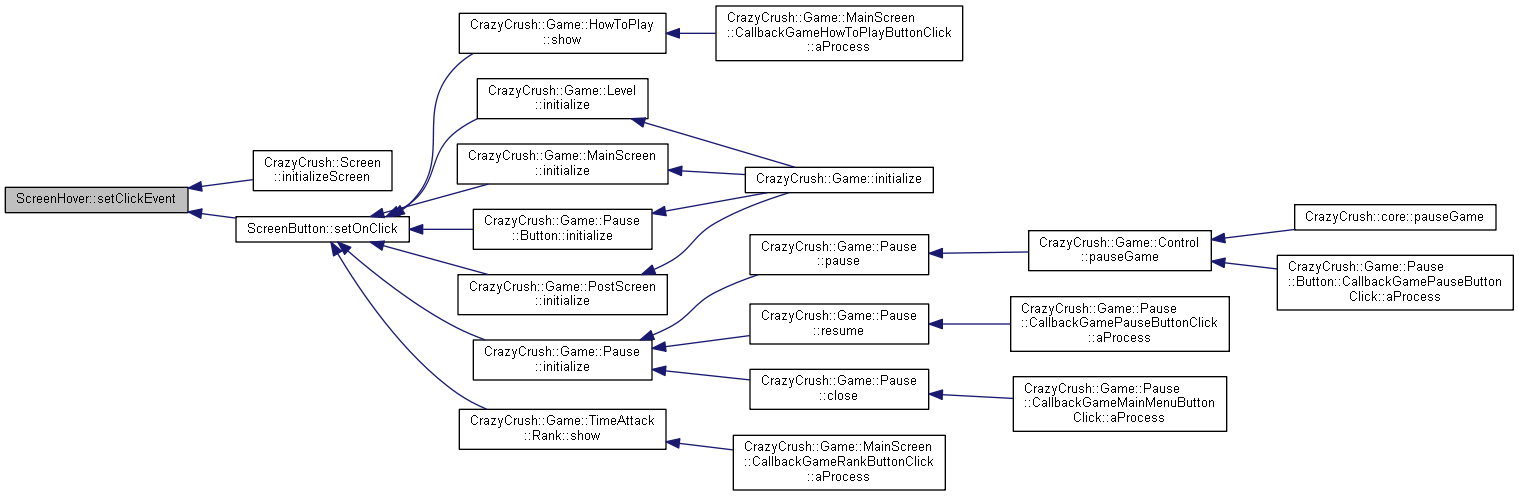 ScreenHover::setClickEvent
CrazyCrush::Screen
::initializeScreen
ScreenButton::setOnClick
CrazyCrush::Game::HowToPlay
::show
CrazyCrush::Game::MainScreen
::CallbackGameHowToPlayButtonClick
::aProcess
CrazyCrush::Game::Level
::initialize
CrazyCrush::Game::MainScreen
::initialize
CrazyCrush::Game::initialize
CrazyCrush::Game::Pause
::Button::initialize
CrazyCrush::Game::PostScreen
::initialize
CrazyCrush::Game::Pause
::initialize
CrazyCrush::Game::Pause
::pause
CrazyCrush::Game::Control
::pauseGame
CrazyCrush::core::pauseGame
CrazyCrush::Game::Pause
::Button::CallbackGamePauseButton
Click::aProcess
CrazyCrush::Game::Pause
::resume
CrazyCrush::Game::Pause
::CallbackGamePauseButtonClick
::aProcess
CrazyCrush::Game::Pause
::close
CrazyCrush::Game::Pause
::CallbackGameMainMenuButton
Click::aProcess
CrazyCrush::Game::TimeAttack
::Rank::show
CrazyCrush::Game::MainScreen
::CallbackGameRankButtonClick
::aProcess